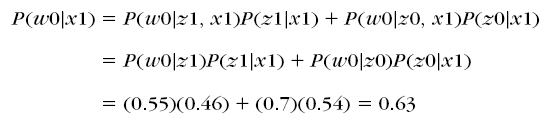 P(w0|x1) = P(w0|z1, x1)P(z1|x1) + P(w0|z0, x1)P(z0|x1)
= P(w0|z1)P(z1|x1) + P(w0|z0)P(z0|x1)
= (0.55)(0.46) + (0.7)(0.54) = 0.63